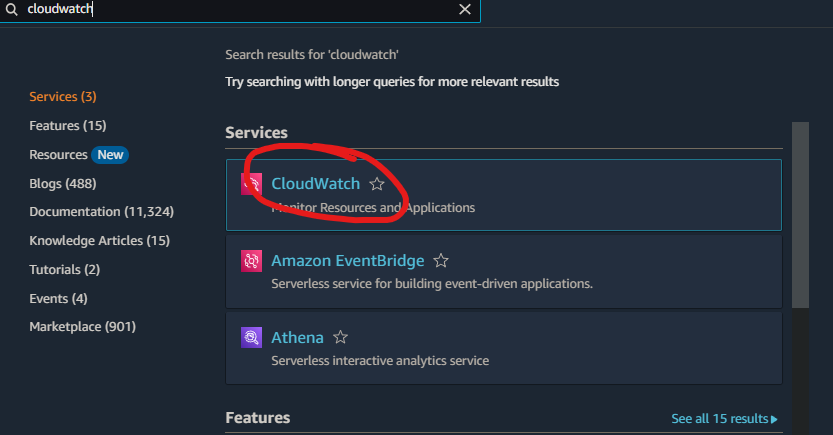 cloudwatch
Search results for 'cloudwatch'
Try searching with longer queries for more relevant results
Services (3)
Features (15)
Resources New
Blogs (488)
Documentation (11,324)
Knowledge Articles (15)
Tutorials (2)
Events (4)
Marketplace (901)
Services
CloudWatch
Monitor Resources and Applications
Amazon EventBridge
Serverless service for building event-driven applications.
Athena
Serverless interactive analytics service
Features
See all 15 results